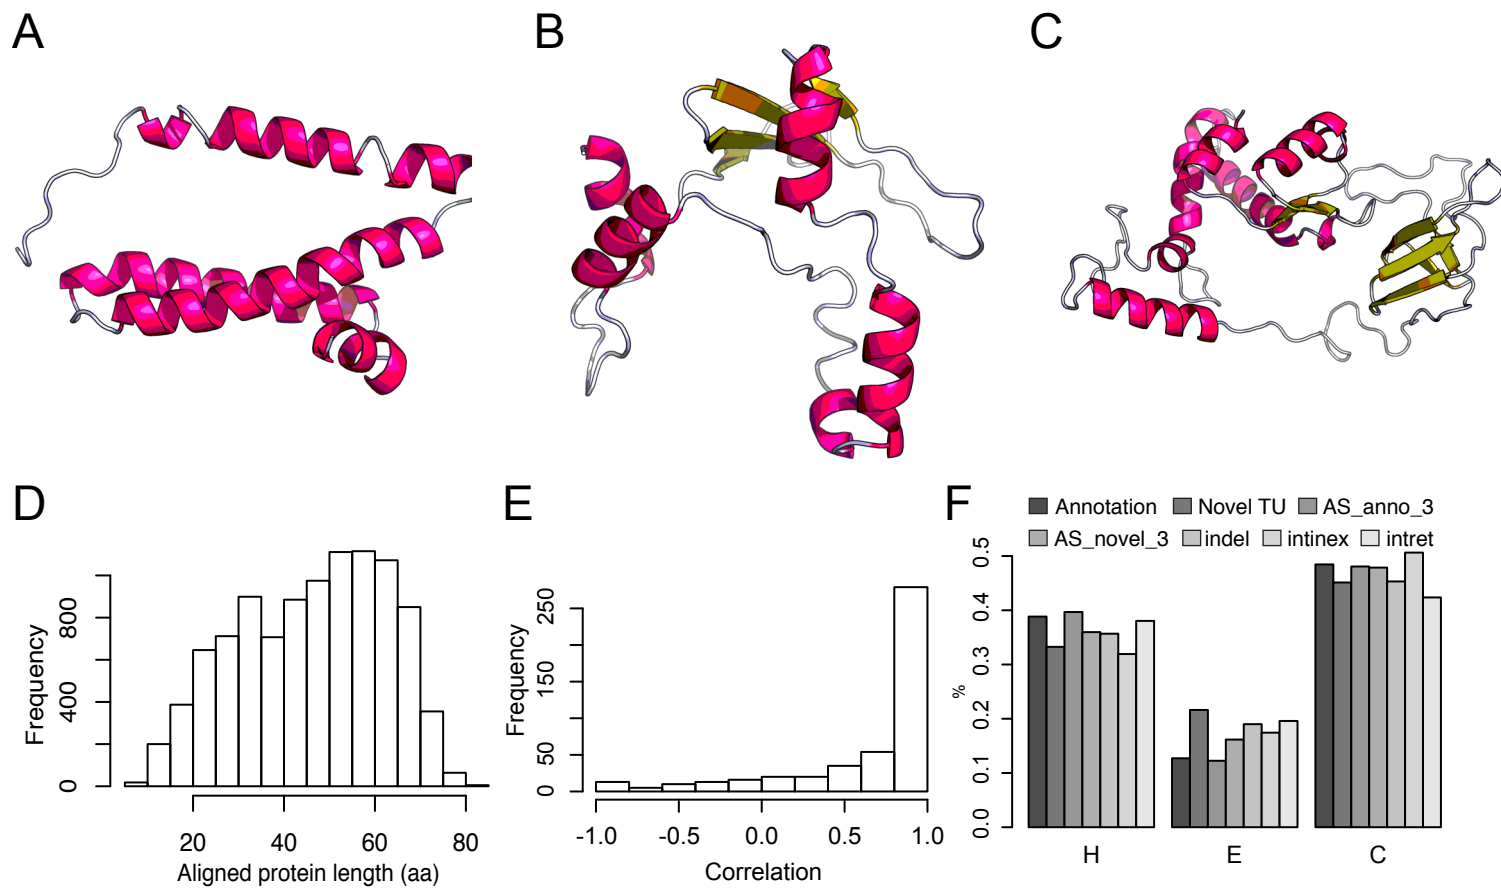 A
B
C
D
Frequency
0
400
800
20
40
60
80
Aligned protein length (aa)
E
Frequency
0
50
150
250
-1.0
-0.5
0.0
0.5
1.0
Correlation
F
Annotation Novel TU AS_anno_3
AS_novel_3 indel intinex intret
%
0.0
0.1
0.2
0.3
0.4
0.5
H
E
C